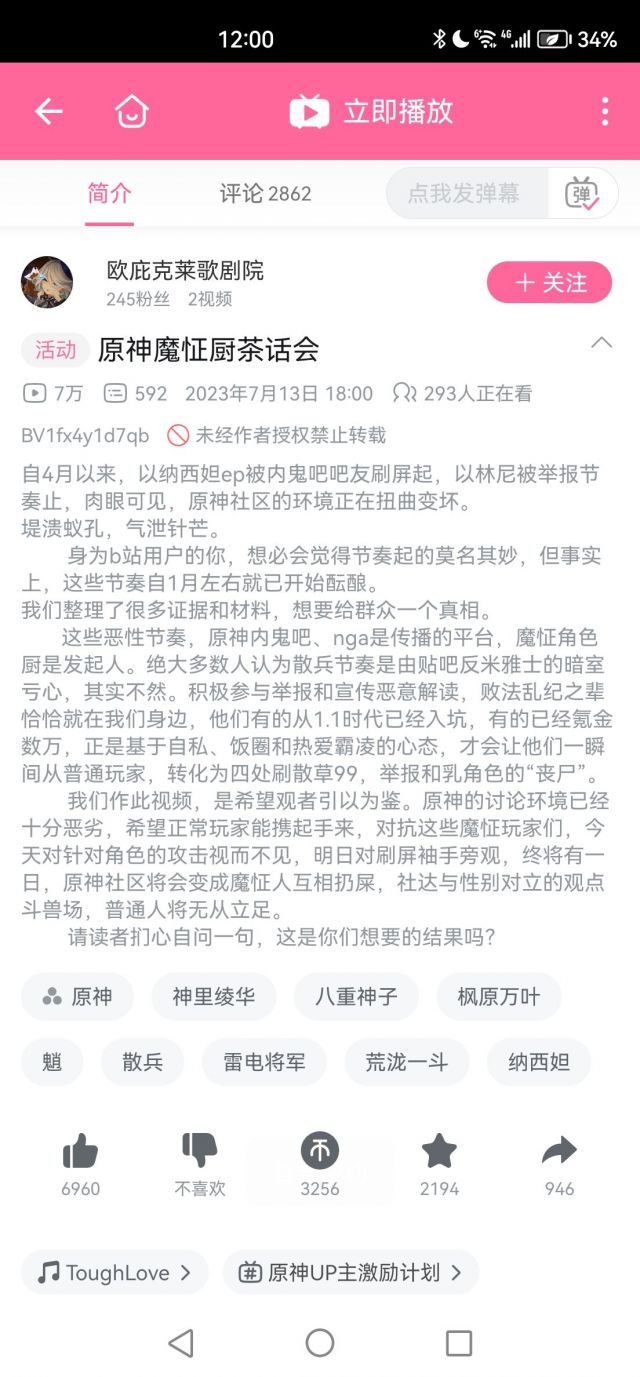 12:00
4G
34%
立即播放
简介
评论 2862
点我发弹幕
弹
欧庇克莱歌剧院
245粉丝 2视频
＋ 关注
活动 原神魔怔厨茶话会
7万 592 2023年7月13日 18:00 293人正在看
BV1fx4y1d7qb 未经作者授权禁止转载
自4月以来，以纳西妲ep被内鬼吧吧友刷屏起，以林尼被举报节
奏止，肉眼可见，原神社区的环境正在扭曲变坏。
堤溃蚁孔，气泄针芒。
身为b站用户的你，想必会觉得节奏起的莫名其妙，但事实
上，这些节奏自1月左右就已开始酝酿。
我们整理了很多证据和材料，想要给群众一个真相。
这些恶性节奏，原神内鬼吧、nga是传播的平台，魔怔角色
厨是发起人。绝大多数人认为散兵节奏是由贴吧反米雅士的暗室
亏心，其实不然。积极参与举报和宣传恶意解读，败法乱纪之辈
恰恰就在我们身边，他们有的从1.1时代已经入坑，有的已经氪金
数万，正是基于自私、饭圈和热爱霸凌的心态，才会让他们一瞬
间从普通玩家，转化为四处刷散草99，举报和乳角色的“丧尸”。
我们作此视频，是希望观者引以为鉴。原神的讨论环境已经
十分恶劣，希望正常玩家能携起手来，对抗这些魔怔玩家们，今
天对针对角色的攻击视而不见，明日对刷屏袖手旁观，终将有一
日，原神社区将会变成魔怔人互相扔屎，社达与性别对立的观点
斗兽场，普通人将无从立足。
请读者扪心自问一句，这是你们想要的结果吗？
原神 神里绫华 八重神子 枫原万叶
魈 散兵 雷电将军 荒泷一斗 纳西妲
6960 不喜欢 3256 2194 946
ToughLove 原神UP主激励计划